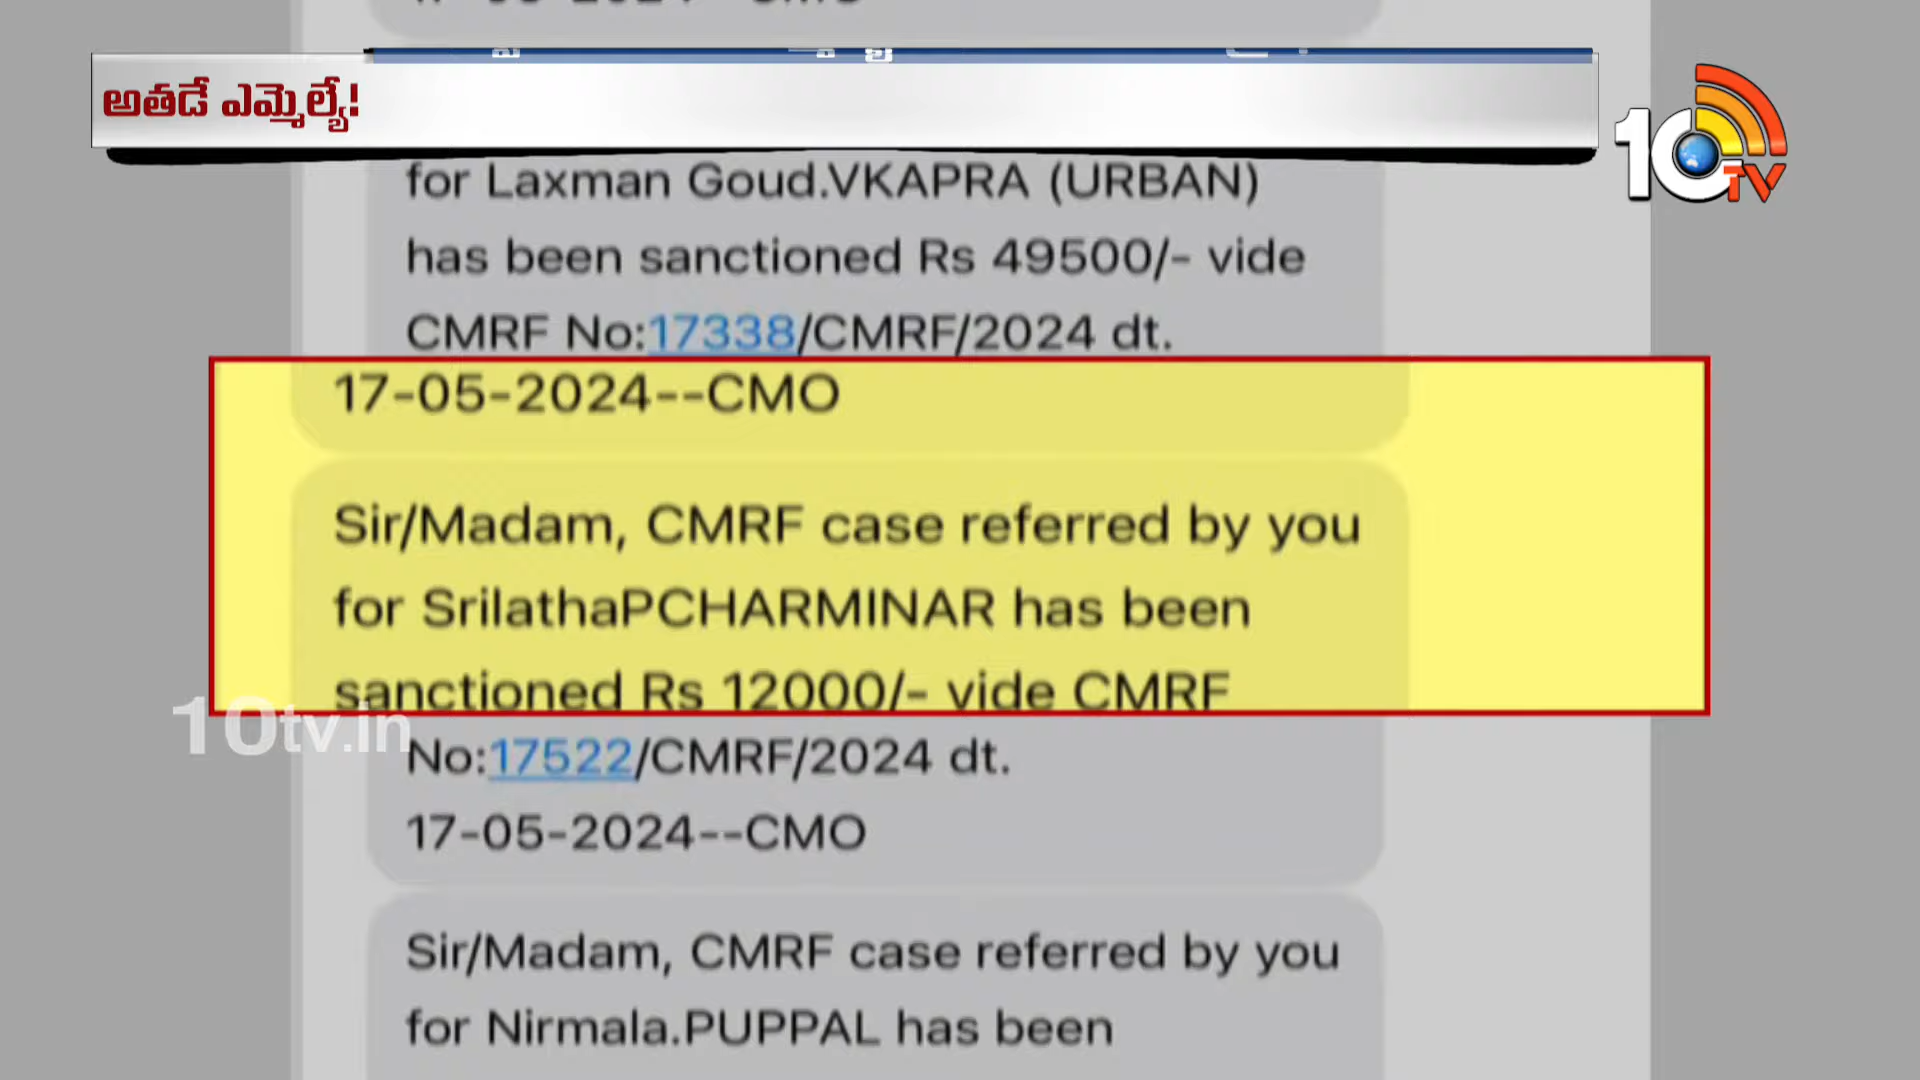 అతడే ఎమ్మెల్యే!
10TV
for Laxman Goud.VKAPRA (URBAN)
has been sanctioned Rs 49500/- vide
CMRF No:17338/CMRF/2024 dt.
17-05-2024--CMO
Sir/Madam, CMRF case referred by you
for SrilathaPCHARMINAR has been
sanctioned Rs 12000/- vide CMRF
10tv.in
No:17522/CMRF/2024 dt.
17-05-2024--CMO
Sir/Madam, CMRF case referred by you
for Nirmala.PUPPAL has been